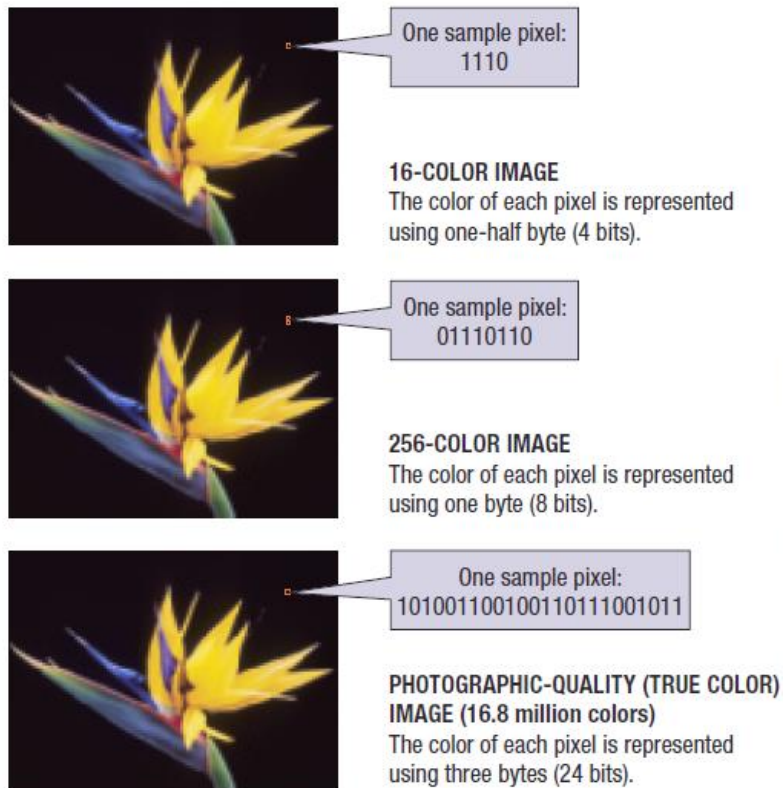 One sample pixel:
1110
16-COLOR IMAGE
The color of each pixel is represented
using one-half byte (4 bits).
One sample pixel:
01110110
256-COLOR IMAGE
The color of each pixel is represented
using one byte (8 bits).
One sample pixel:
101001100100110111001011
PHOTOGRAPHIC-QUALITY (TRUE COLOR)
IMAGE (16.8 million colors)
The color of each pixel is represented
using three bytes (24 bits).